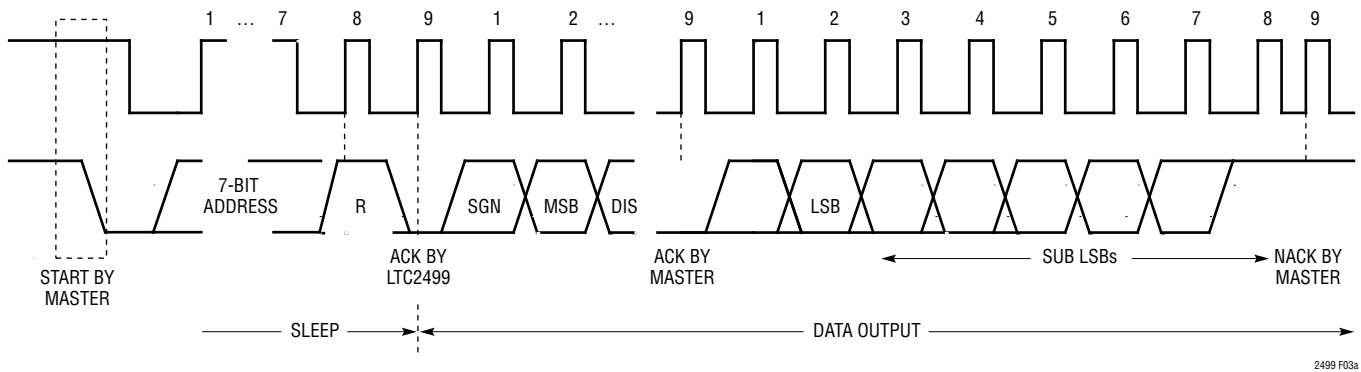 1 … 7 8 9 1 2 … 9 1 2 3 4 5 6 7 8 9
7-BIT
ADDRESS
R
SGN
MSB
DIS
LSB
START BY
MASTER
ACK BY
LTC2499
ACK BY
MASTER
SUB LSBs
NACK BY
MASTER
SLEEP
DATA OUTPUT
2499 F03a